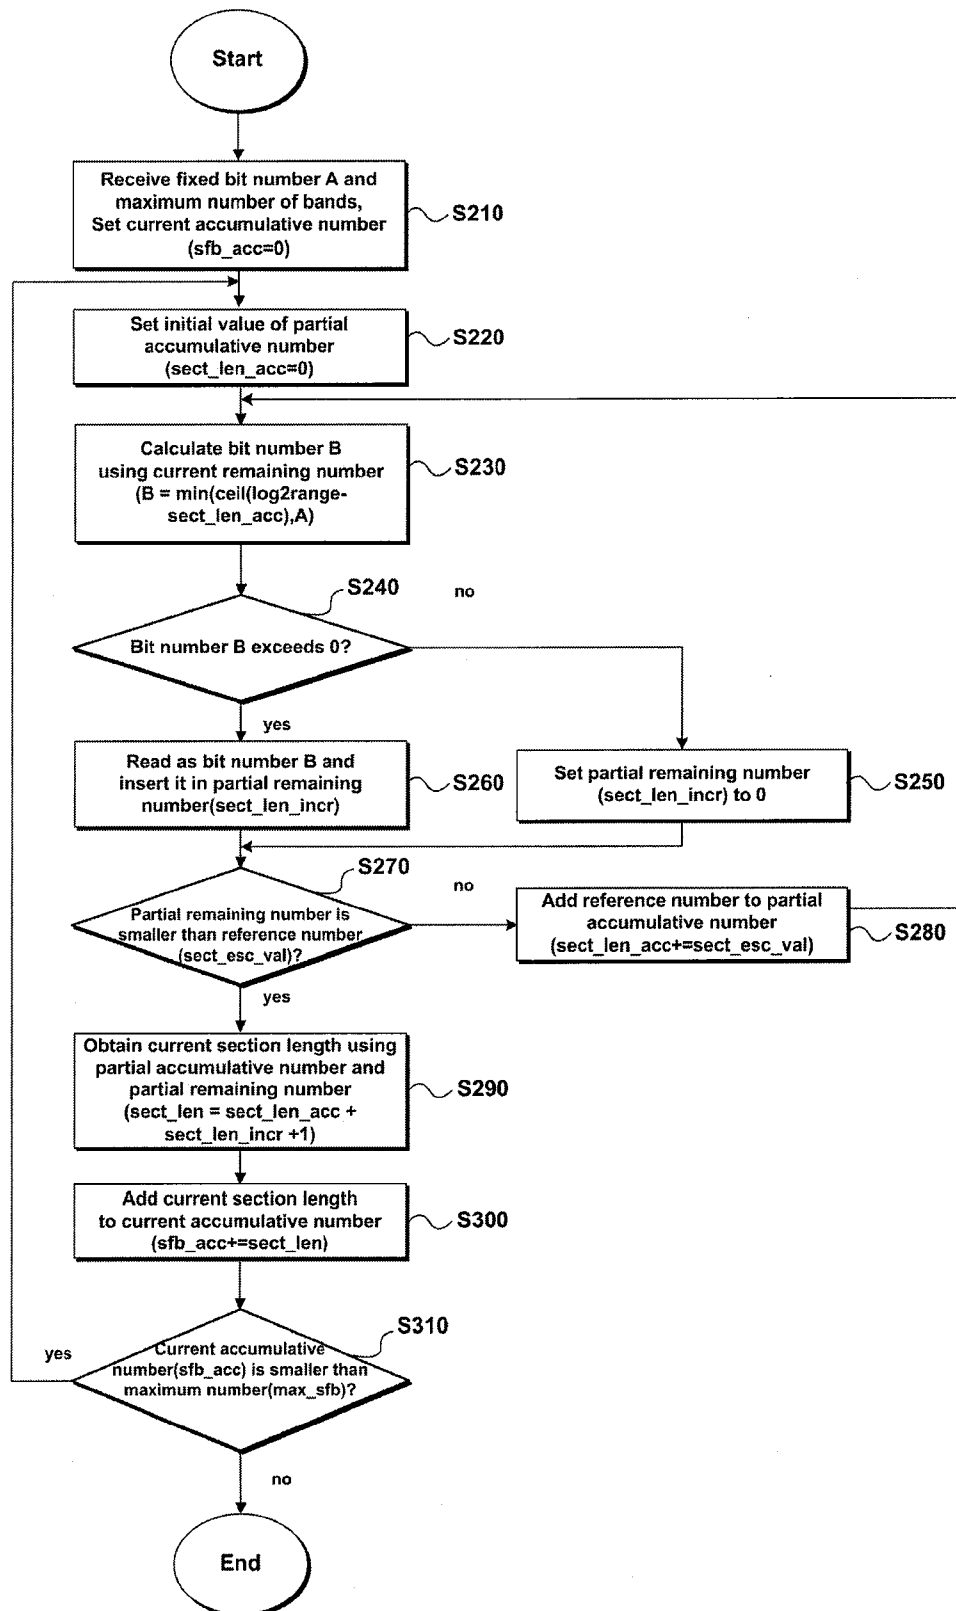 Start
Receive fixed bit number A and
maximum number of bands,
Set current accumulative number
(sfb_acc=0)
S210
Set initial value of partial
accumulative number
(sect_len_acc=0)
S220
Calculate bit number B
using current remaining number
(B = min(ceil(log2range-
sect_len_acc),A)
S230
S240
no
Bit number B exceeds 0?
yes
Read as bit number B and
insert it in partial remaining
number(sect_len_incr)
S260
Set partial remaining number
(sect_len_incr) to 0
S250
S270
no
Partial remaining number is
smaller than reference number
(sect_esc_val)?
yes
Add reference number to partial
accumulative number
(sect_len_acc+=sect_esc_val)
S280
Obtain current section length using
partial accumulative number and
partial remaining number
(sect_len = sect_len_acc +
sect_len_incr +1)
S290
Add current section length
to current accumulative number
(sfb_acc+=sect_len)
S300
S310
yes
Current accumulative
number(sfb_acc) is smaller than
maximum number(max_sfb)?
no
End